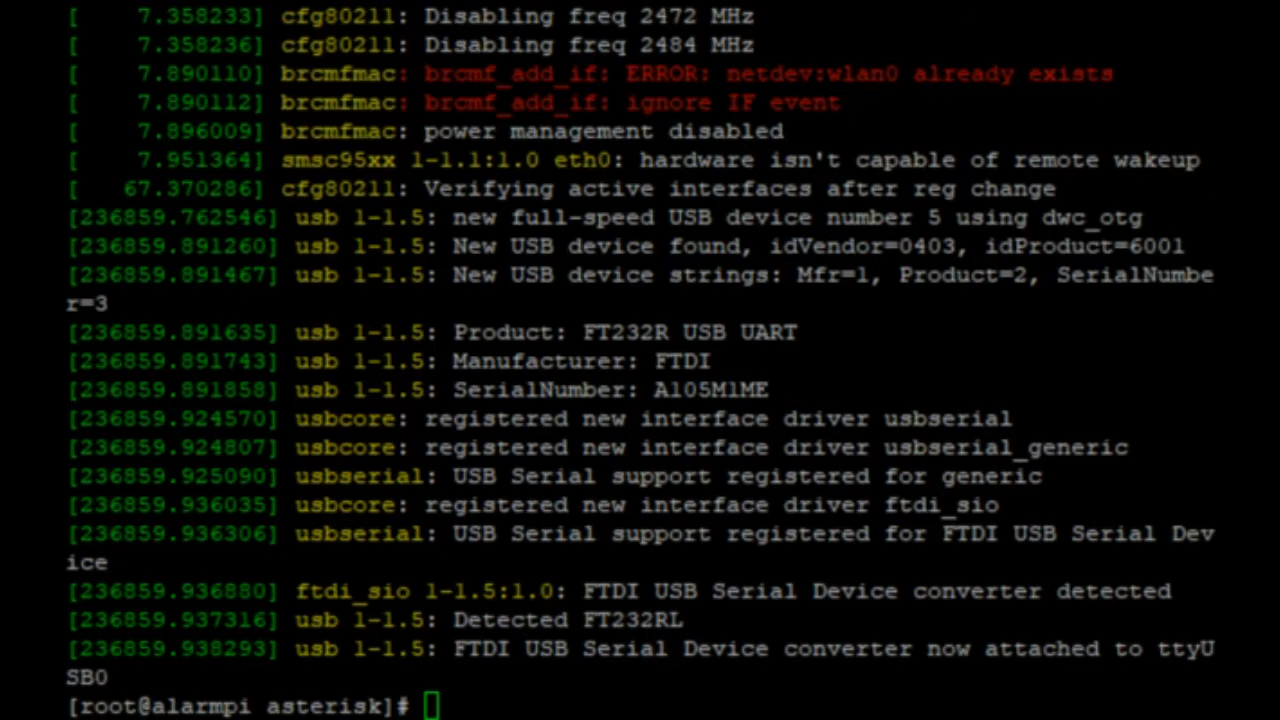 [    7.358233] cfg80211: Disabling freq 2472 MHz
[    7.358236] cfg80211: Disabling freq 2484 MHz
[    7.890110] brcmfmac: brcmf_add_if: ERROR: netdev:wlan0 already exists
[    7.890112] brcmfmac: brcmf_add_if: ignore IF event
[    7.896009] brcmfmac: power management disabled
[    7.951364] smsc95xx 1-1.1:1.0 eth0: hardware isn't capable of remote wakeup
[   67.370286] cfg80211: Verifying active interfaces after reg change
[236859.762546] usb 1-1.5: new full-speed USB device number 5 using dwc_otg
[236859.891260] usb 1-1.5: New USB device found, idVendor=0403, idProduct=6001
[236859.891467] usb 1-1.5: New USB device strings: Mfr=1, Product=2, SerialNumbe
r=3
[236859.891635] usb 1-1.5: Product: FT232R USB UART
[236859.891743] usb 1-1.5: Manufacturer: FTDI
[236859.891858] usb 1-1.5: SerialNumber: A105M1ME
[236859.924570] usbcore: registered new interface driver usbserial
[236859.924807] usbcore: registered new interface driver usbserial_generic
[236859.925090] usbserial: USB Serial support registered for generic
[236859.936035] usbcore: registered new interface driver ftdi_sio
[236859.936306] usbserial: USB Serial support registered for FTDI USB Serial Dev
ice
[236859.936880] ftdi_sio 1-1.5:1.0: FTDI USB Serial Device converter detected
[236859.937316] usb 1-1.5: Detected FT232RL
[236859.938293] usb 1-1.5: FTDI USB Serial Device converter now attached to ttyU
SB0
[root@alarmpi asterisk]#